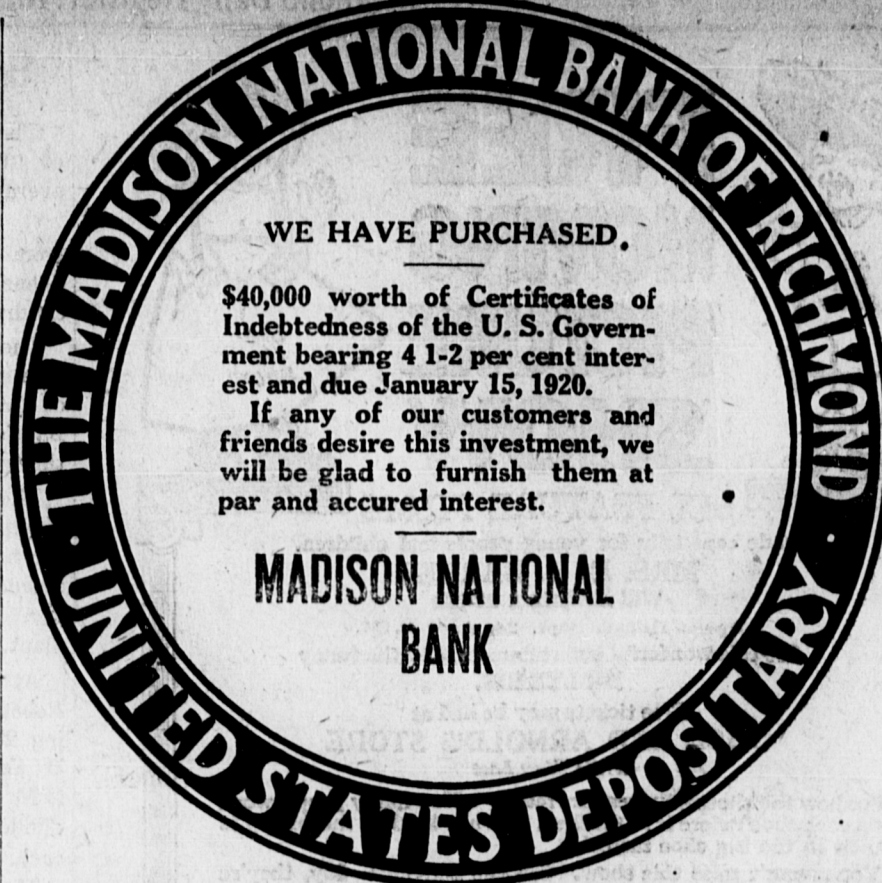 THE MADISON NATIONAL BANK OF RICHMOND
WE HAVE PURCHASED.
$40,000 worth of Certificates of
Indebtedness of the U. S. Govern-
ment bearing 4 1-2 per cent inter-
est and due January 15, 1920.
If any of our customers and
friends desire this investment, we
will be glad to furnish them at
par and accured interest.
MADISON NATIONAL
BANK
UNITED STATES DEPOSITARY